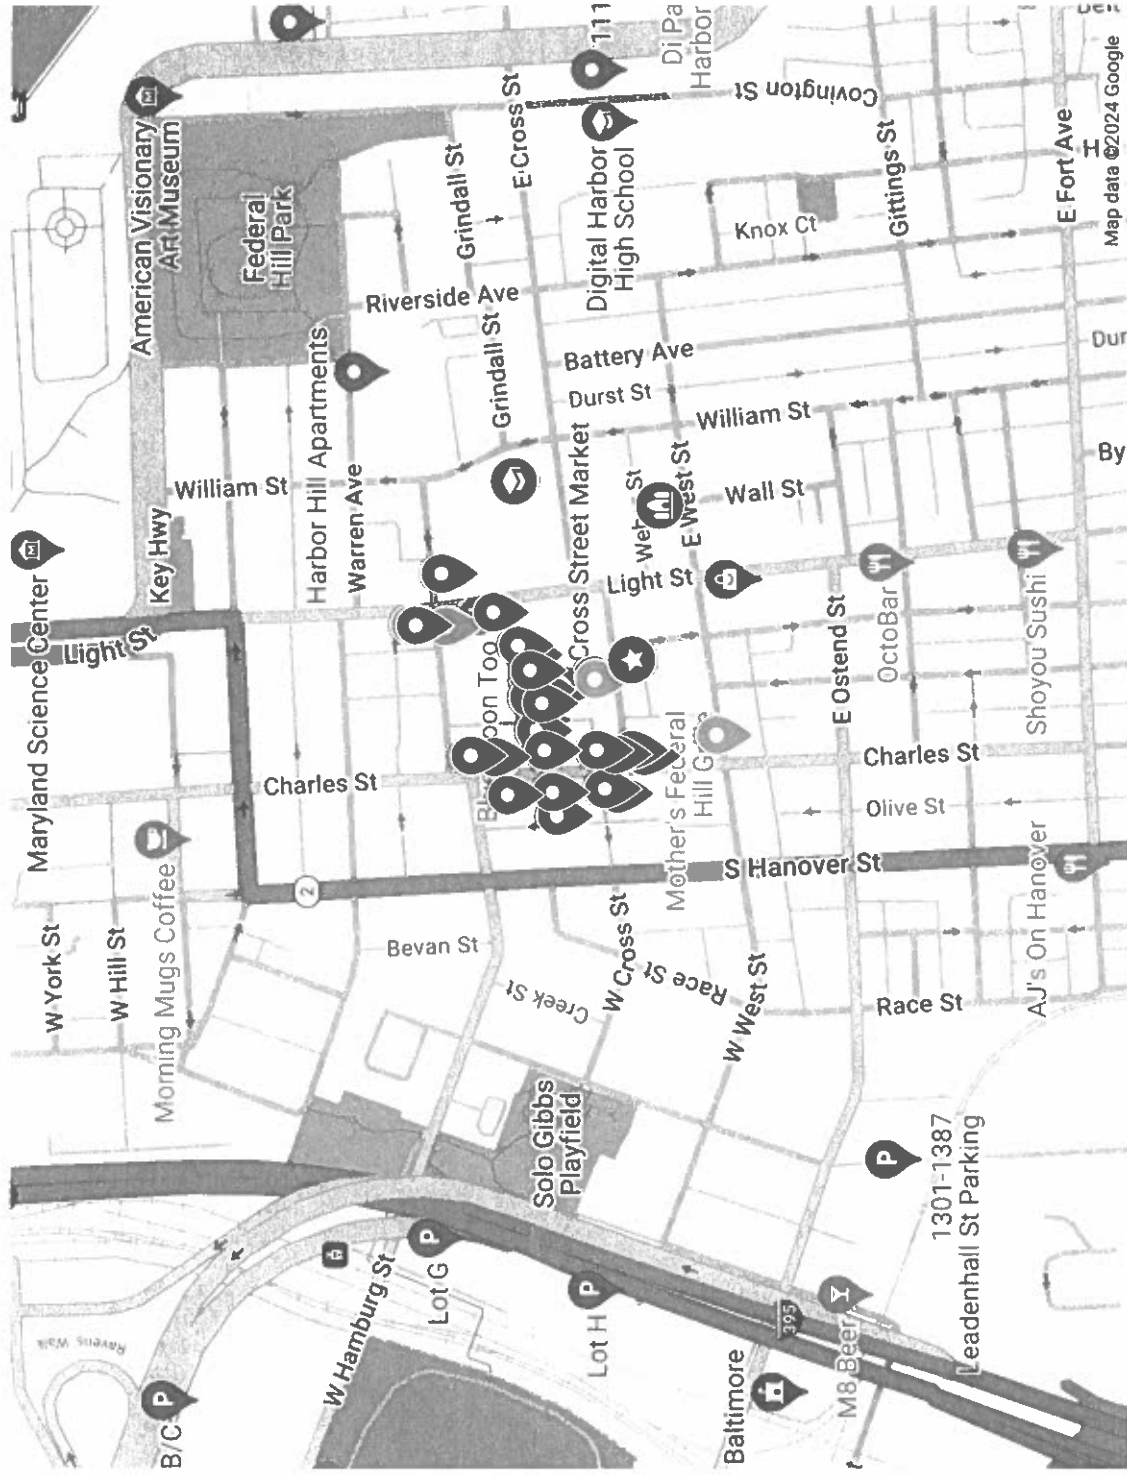 Maryland Science Center
Light St
Key Hwy
American Visionary
Art Museum
Federal
Hill Park
William St
Harbor Hill Apartments
Warren Ave
Riverside Ave
Grindall St
Grindall St
E Cross St
Digital Harbor
High School
Covington St
Knox Ct
Gittings St
E Fort Ave
Battery Ave
Durst St
William St
Cross Street Market
E West St
Wall St
Light St
Charles St
Morning Mugs Coffee
W York St
W Hill St
2
Bevan St
Creek St
W Cross St
Race St
W West St
S Hanover St
Mother's Federal
E Ostend St
OctoBar
Shoyou Sushi
Charles St
Olive St
AJ's On Hanover
Race St
Solo Gibbs
Playfield
1301-1387
Leadenhall St Parking
W Hamburg St
Lot G
Lot H
Ravens Walk
B/C
395
M8 Beer
Baltimore
Map data ©2024 Google